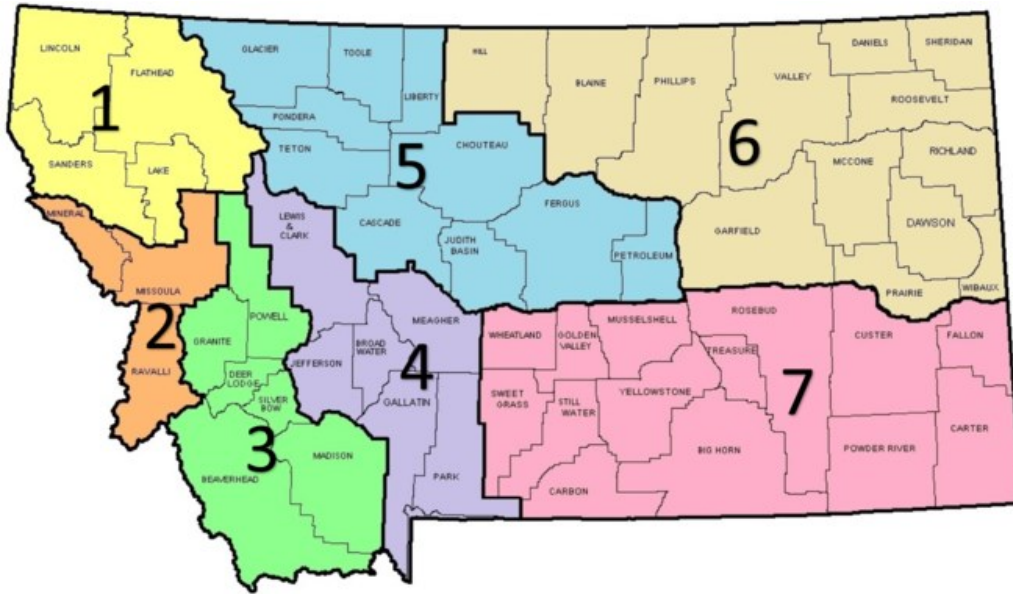 LINCOLN
FLATHEAD
1
SANDERS
LAKE
MINERAL
MISSOULA
2
RAVALLI
POWELL
GRANITE
DEER
LODGE
SILVER
BOW
3
BEAVERHEAD
MADISON
LEWIS
&
CLARK
MEAGHER
BROAD
WATER
JEFFERSON
4
GALLATIN
PARK
GLACIER
TOOLE
LIBERTY
PONDERA
TETON
CHOUTEAU
5
CASCADE
JUDITH
BASIN
FERGUS
PETROLEUM
HILL
BLAINE
PHILLIPS
VALLEY
DANIELS
SHERIDAN
ROOSEVELT
6
MCCONE
RICHLAND
GARFIELD
DAWSON
PRAIRIE
WIBAUX
WHEATLAND
GOLDEN
VALLEY
MUSSELSHELL
ROSEBUD
TREASURE
CUSTER
FALLON
SWEET
GRASS
STILL
WATER
YELLOWSTONE
7
BIG HORN
POWDER RIVER
CARTER
CARBON